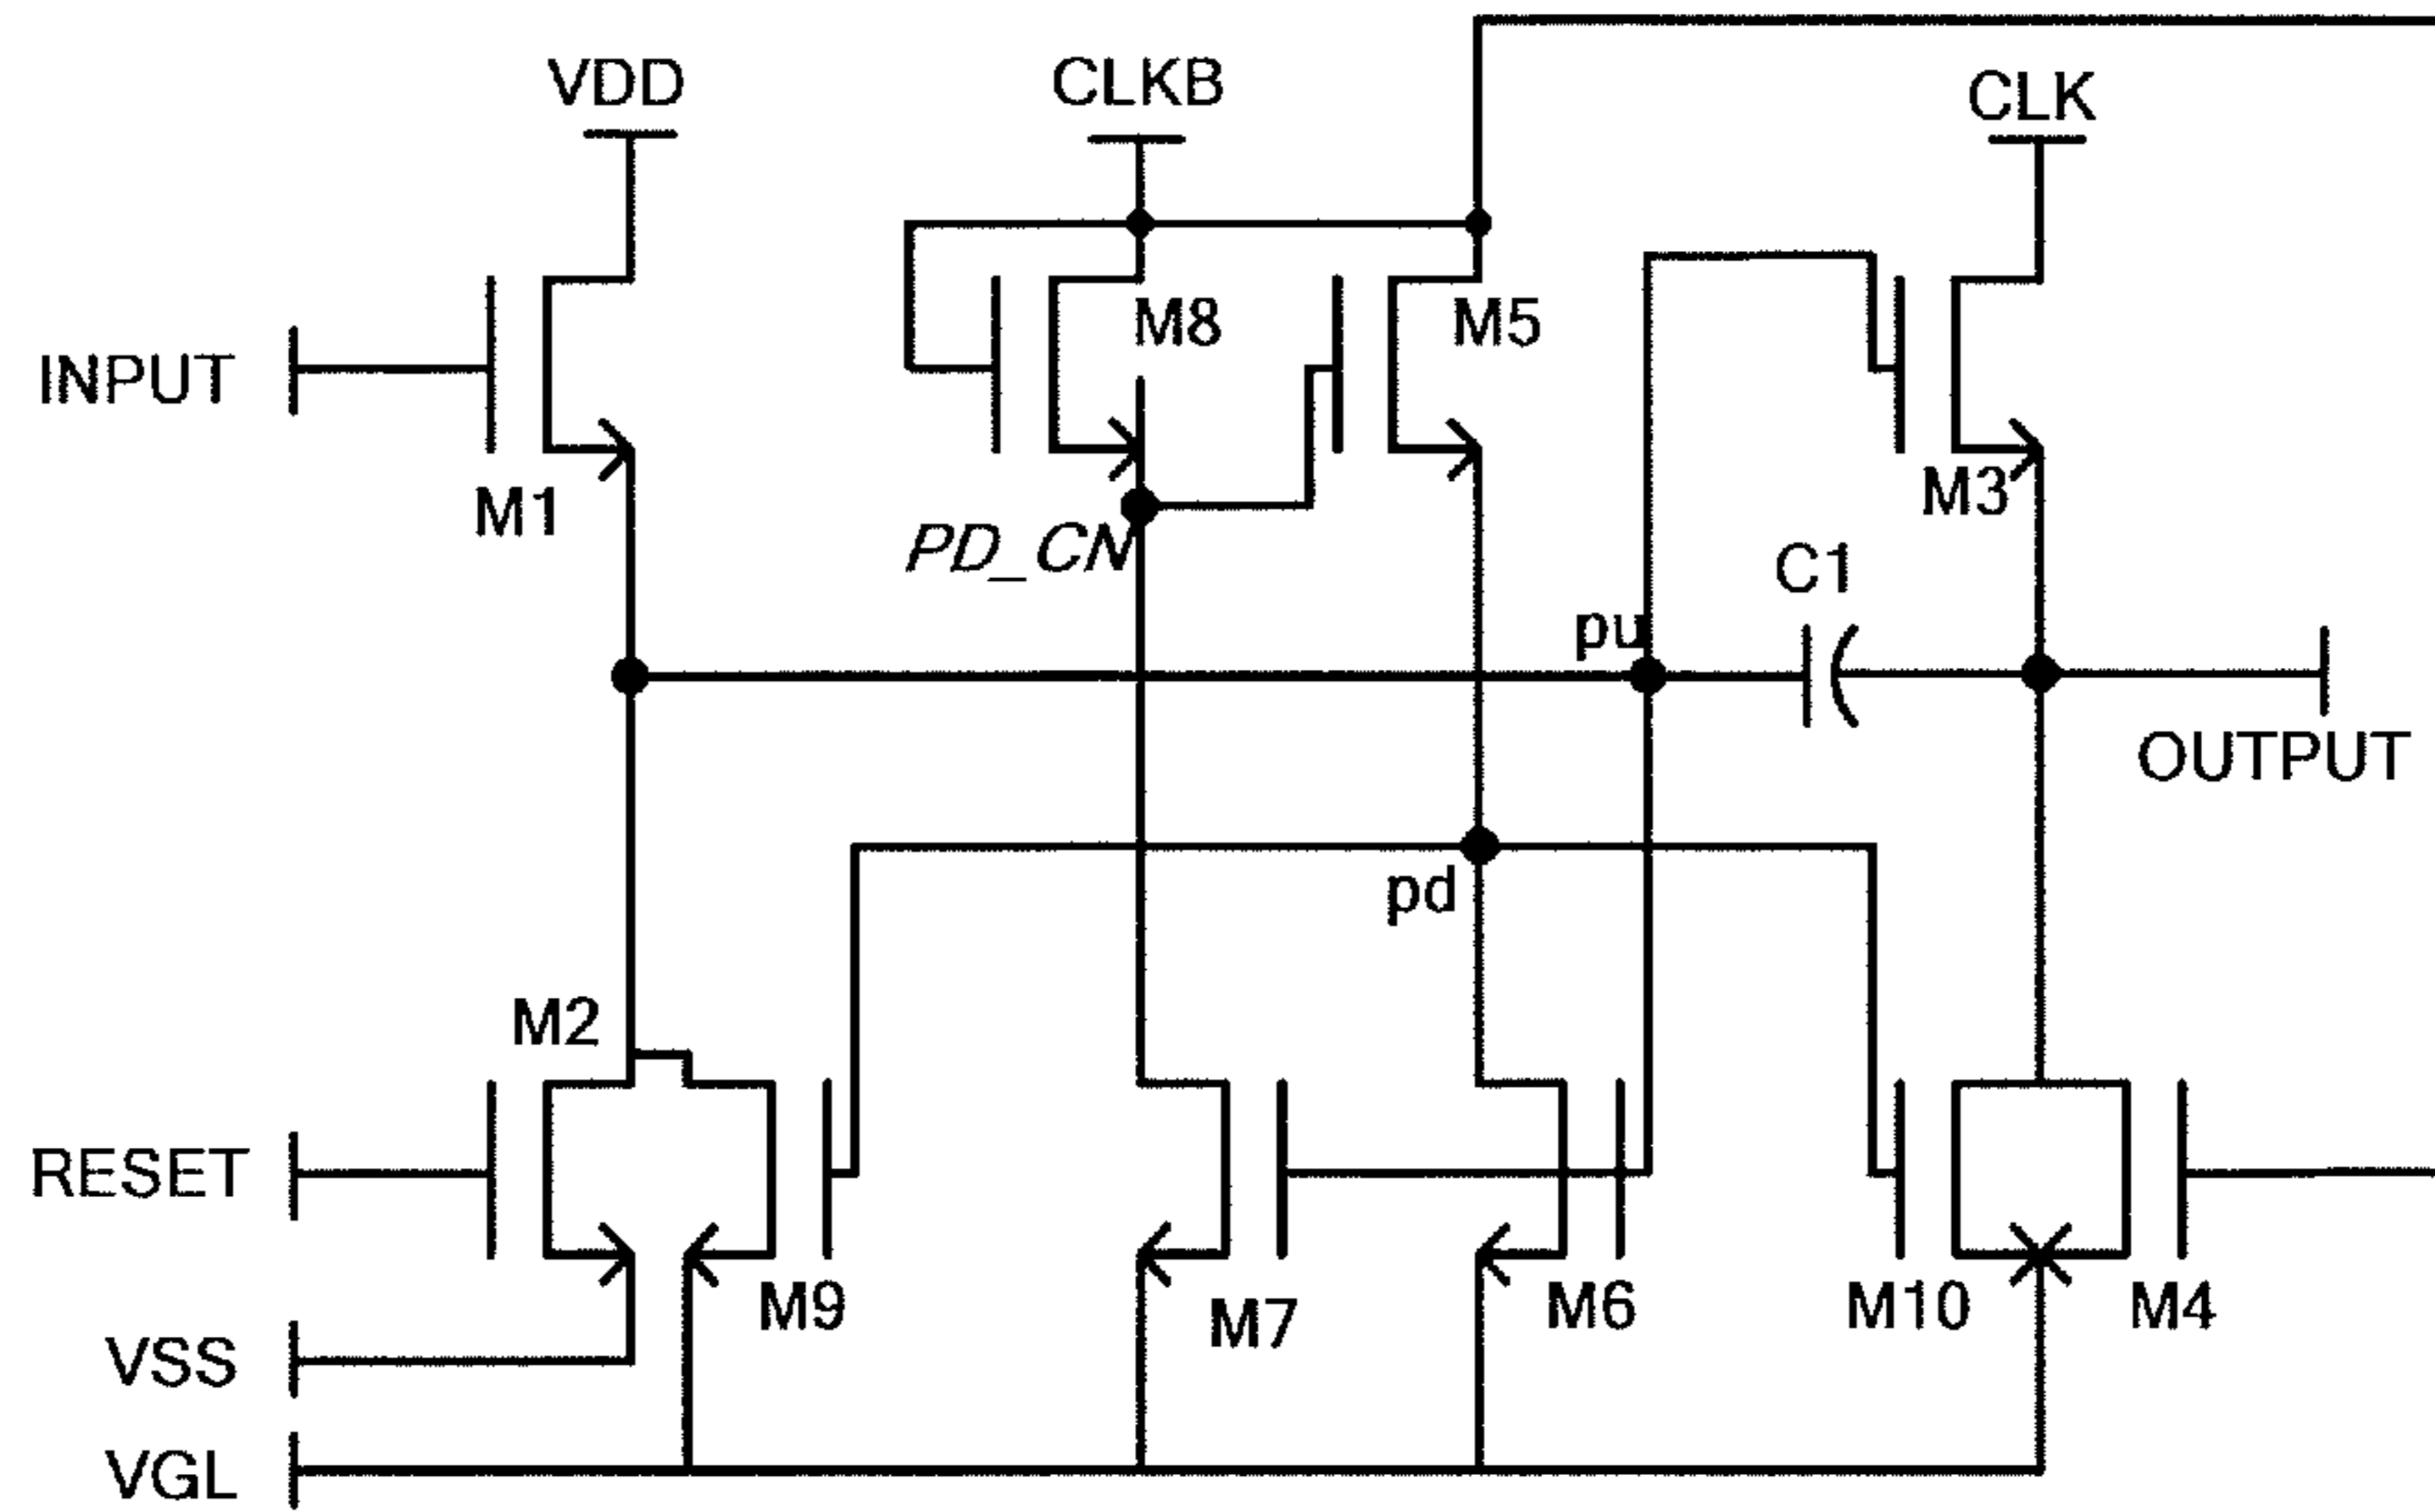 VDD
CLKB
CLK
M8
M5
INPUT
M1
M3
PD_CN
C1
pu
OUTPUT
pd
M2
RESET
M9
M7
M6
M10
M4
VSS
VGL